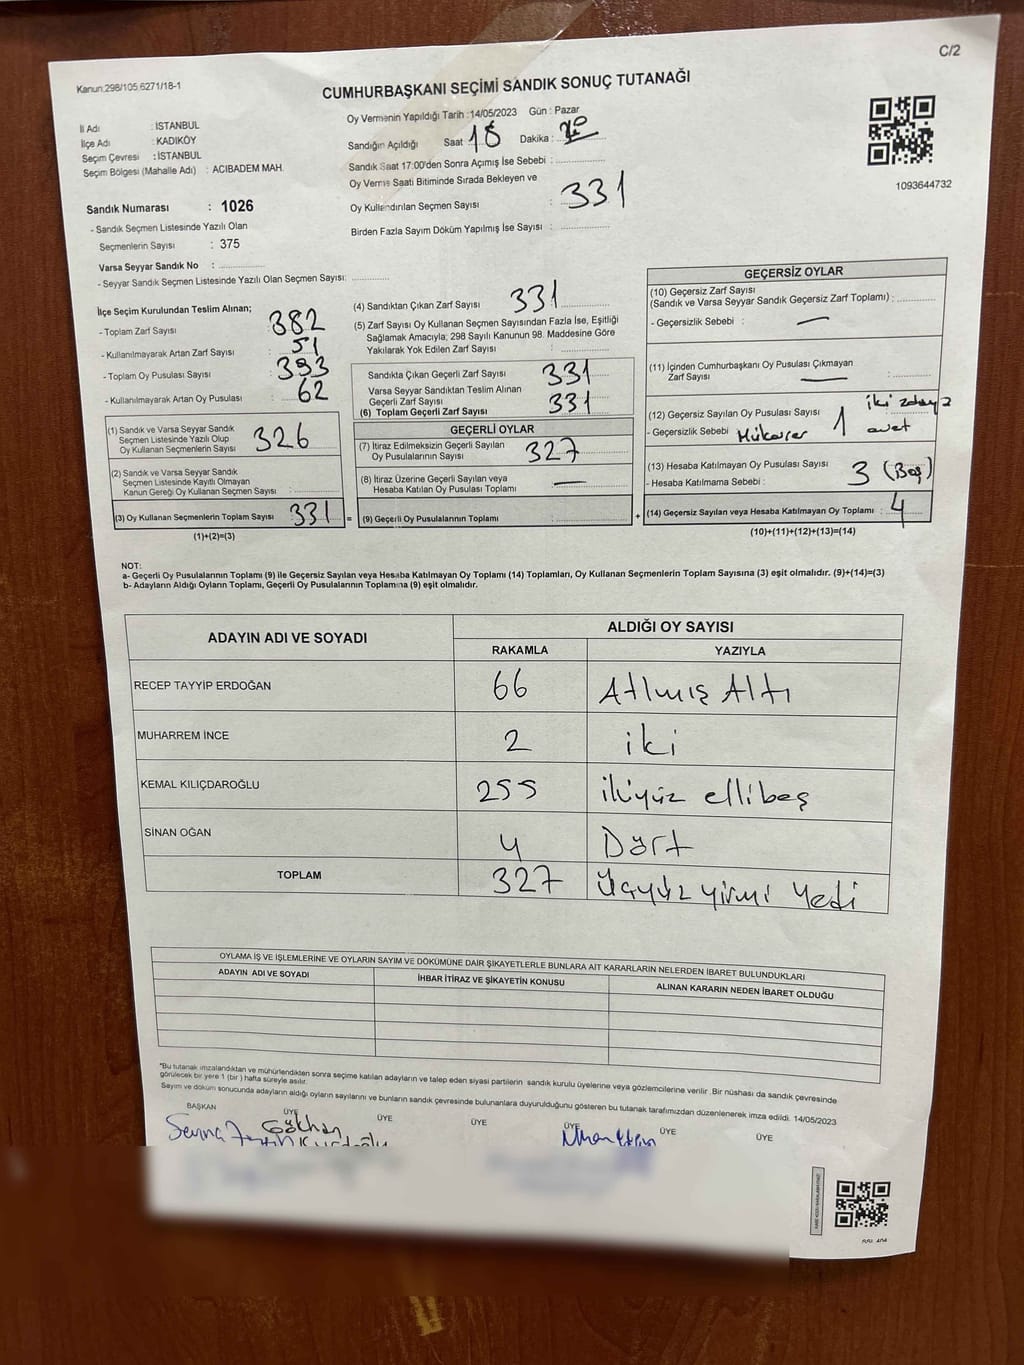 C/2
Kanun.298/105,6271/18-1
CUMHURBAŞKANI SEÇİMİ SANDIK SONUÇ TUTANAĞI
İl Adı : İSTANBUL
İlçe Adı : KADIKÖY
Seçim Çevresi : İSTANBUL
Seçim Bölgesi (Mahalle Adı) : ACIBADEM MAH.
Sandık Numarası : 1026
- Sandık Seçmen Listesinde Yazılı Olan
Seçmenlerin Sayısı : 375
Varsa Seyyar Sandık No :
- Seyyar Sandık Seçmen Listesinde Yazılı Olan Seçmen Sayısı:
Oy Vermenin Yapıldığı Tarih :14/05/2023 Gün : Pazar
Sandığın Açıldığı Saat 18 Dakika :
Sandık Saat 17:00'den Sonra Açımış İse Sebebi :
Oy Verme Saati Bitiminde Sırada Bekleyen ve
Oy Kullandırılan Seçmen Sayısı : 331
Birden Fazla Sayım Döküm Yapılmış İse Sayısı :
1093644732
İlçe Seçim Kurulundan Teslim Alınan;
- Toplam Zarf Sayısı : 382
- Kullanılmayarak Artan Zarf Sayısı : 51
- Toplam Oy Pusulası Sayısı : 393
- Kullanılmayarak Artan Oy Pusulası : 62
(1) Sandık ve Varsa Seyyar Sandık
Seçmen Listesinde Yazılı Olup
Oy Kullanan Seçmenlerin Sayısı : 326
(2) Sandık ve Varsa Seyyar Sandık
Seçmen Listesinde Kayıtlı Olmayan
Kanun Gereği Oy Kullanan Seçmen Sayısı :
(3) Oy Kullanan Seçmenlerin Toplam Sayısı 331 =
(1)+(2)=(3)
(4) Sandıktan Çıkan Zarf Sayısı : 331
(5) Zarf Sayısı Oy Kullanan Seçmen Sayısından Fazla İse, Eşitliği
Sağlamak Amacıyla; 298 Sayılı Kanunun 98. Maddesine Göre
Yakılarak Yok Edilen Zarf Sayısı :
Sandıkta Çıkan Geçerli Zarf Sayısı : 331
Varsa Seyyar Sandıktan Teslim Alınan
Geçerli Zarf Sayısı
(6) Toplam Geçerli Zarf Sayısı : 331
GEÇERLİ OYLAR
(7) İtiraz Edilmeksizin Geçerli Sayılan
Oy Pusulalarının Sayısı : 327
(8) İtiraz Üzerine Geçerli Sayılan veya
Hesaba Katılan Oy Pusulası Toplamı : —
(9) Geçerli Oy Pusulalarının Toplamı : +
GEÇERSİZ OYLAR
(10) Geçersiz Zarf Sayısı
(Sandık ve Varsa Seyyar Sandık Geçersiz Zarf Toplamı) :
- Geçersizlik Sebebi : —
(11) İçinden Cumhurbaşkanı Oy Pusulası Çıkmayan
Zarf Sayısı — :
(12) Geçersiz Sayılan Oy Pusulası Sayısı 1 iki adaya
- Geçersizlik Sebebi Mükerrer evet
(13) Hesaba Katılmayan Oy Pusulası Sayısı 3 (Boş)
- Hesaba Katılmama Sebebi :
(14) Geçersiz Sayılan veya Hesaba Katılmayan Oy Toplamı : 4
(10)+(11)+(12)+(13)=(14)
NOT:
a- Geçerli Oy Pusulalarının Toplamı (9) ile Geçersiz Sayılan veya Hesaba Katılmayan Oy Toplamı (14) Toplamları, Oy Kullanan Seçmenlerin Toplam Sayısına (3) eşit olmalıdır. (9)+(14)=(3)
b- Adayların Aldığı Oyların Toplamı, Geçerli Oy Pusulalarının Toplamına (9) eşit olmalıdır.
ADAYIN ADI VE SOYADI ALDIĞI OY SAYISI
RAKAMLA YAZIYLA
RECEP TAYYİP ERDOĞAN 66 Atlmış Altı
MUHARREM İNCE 2 iki
KEMAL KILIÇDAROĞLU 255 ikiyüz ellibeş
SİNAN OĞAN 4 Dört
TOPLAM 327 Üçyüz yirmi Yedi
OYLAMA İŞ VE İŞLEMLERİNE VE OYLARIN SAYIM VE DÖKÜMÜNE DAİR ŞİKAYETLERLE BUNLARA AİT KARARLARIN NELERDEN İBARET BULUNDUKLARI
ADAYIN ADI VE SOYADI İHBAR İTİRAZ VE ŞİKAYETİN KONUSU ALINAN KARARIN NEDEN İBARET OLDUĞU
*Bu tutanak imzalandıktan ve mühürlendikten sonra seçime katılan adayların ve talep eden siyasi partilerin sandık kurulu üyelerine veya gözlemcilerine verilir .Bir nüshası da sandık çevresinde
görülecek bir yere 1 (bir ) hafta süreyle asılır.
Sayım ve döküm sonucunda adayların aldığı oyların sayılarını ve bunların sandık çevresinde bulunanlara duyurulduğunu gösteren bu tutanak tarafımızdan düzenlenerek imza edildi. 14/05/2023
BAŞKAN ÜYE ÜYE ÜYE ÜYE ÜYE ÜYE
Gökhan